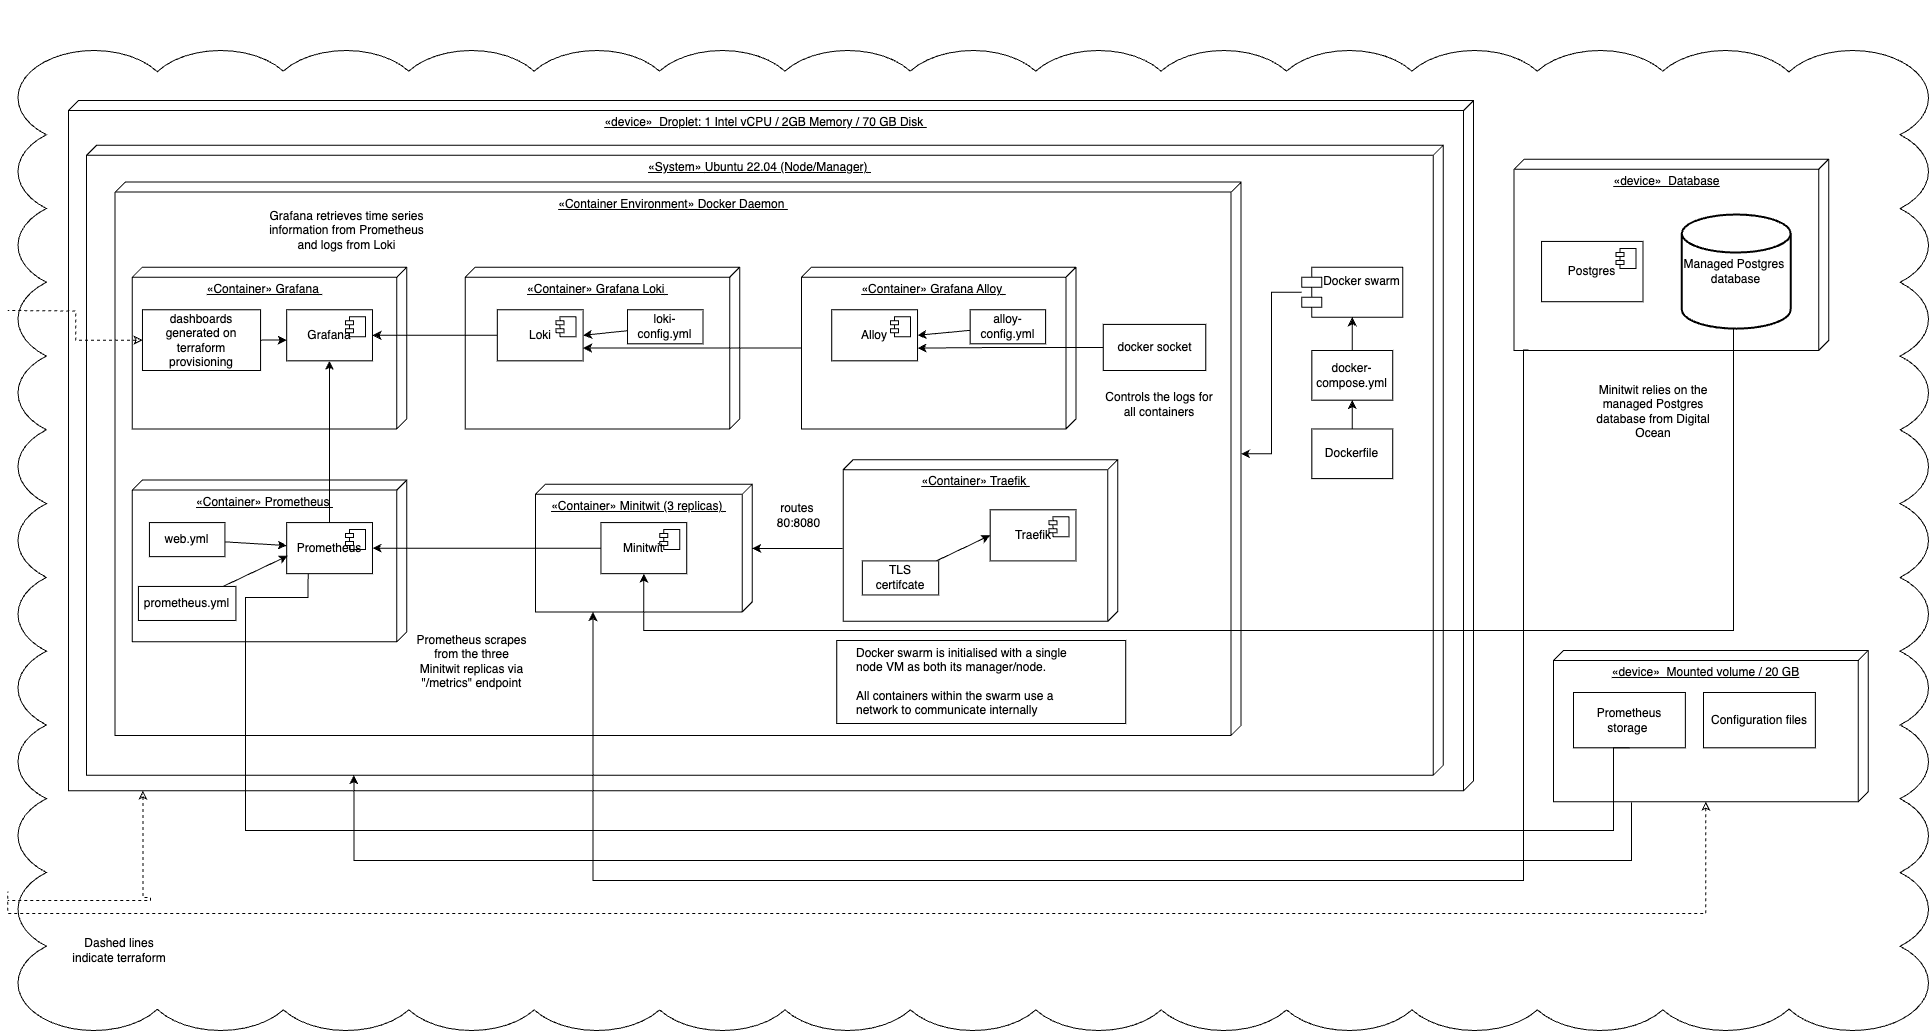 «device» Droplet: 1 Intel vCPU / 2GB Memory / 70 GB Disk
«System» Ubuntu 22.04 (Node/Manager)
«Container Environment» Docker Daemon
Grafana retrieves time series
information from Prometheus
and logs from Loki
«Container» Grafana
dashboards
generated on
terraform
provisioning
Grafana
«Container» Grafana Loki
Loki
loki-
config.yml
«Container» Grafana Alloy
Alloy
alloy-
config.yml
docker socket
Controls the logs for
all containers
Docker swarm
docker-
compose.yml
Dockerfile
«device» Database
Postgres
Managed Postgres
database
Minitwit relies on the
managed Postgres
database from Digital
Ocean
«Container» Prometheus
web.yml
prometheus.yml
Prometheus
Prometheus scrapes
from the three
Minitwit replicas via
"/metrics" endpoint
«Container» Minitwit (3 replicas)
Minitwit
routes
80:8080
«Container» Traefik
Traefik
TLS
certifcate
Docker swarm is initialised with a single
node VM as both its manager/node.
All containers within the swarm use a
network to communicate internally
«device» Mounted volume / 20 GB
Prometheus
storage
Configuration files
Dashed lines
indicate terraform